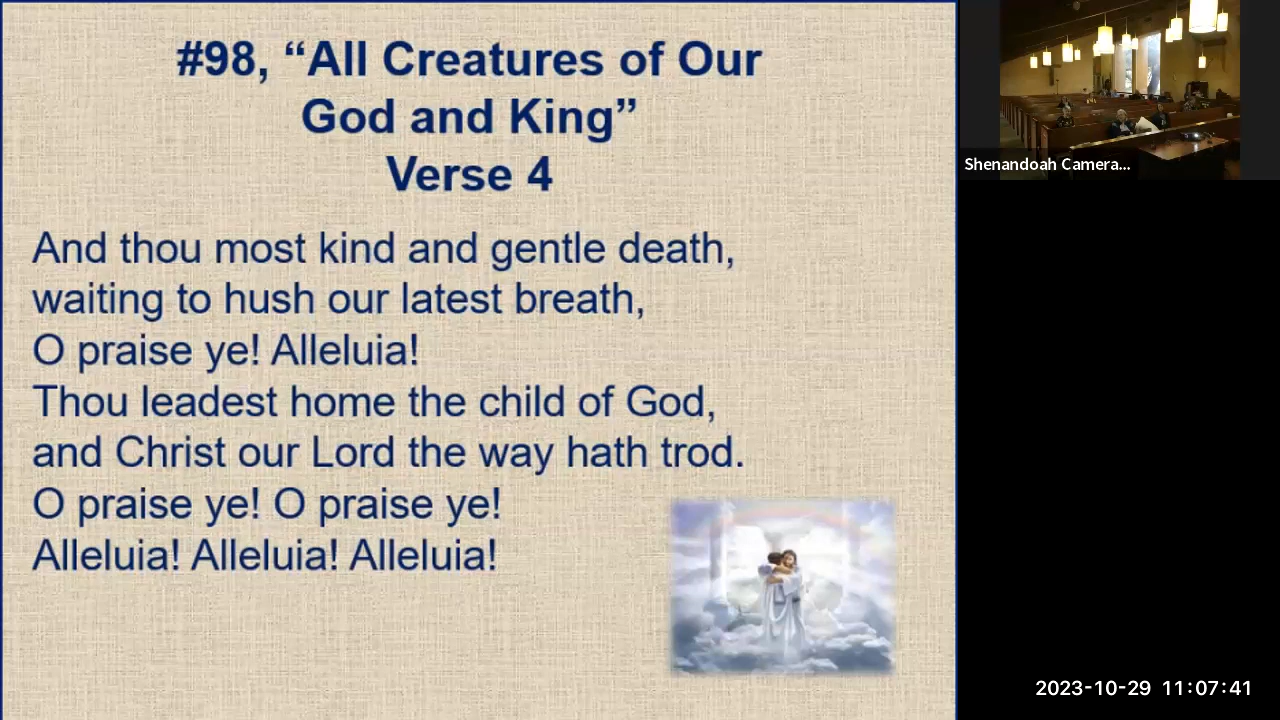 #98, “All Creatures of Our
God and King”
Verse 4
And thou most kind and gentle death,
waiting to hush our latest breath,
O praise ye! Alleluia!
Thou leadest home the child of God,
and Christ our Lord the way hath trod.
O praise ye! O praise ye!
Alleluia! Alleluia! Alleluia!
Shenandoah Camera...
2023-10-29 11:07:41